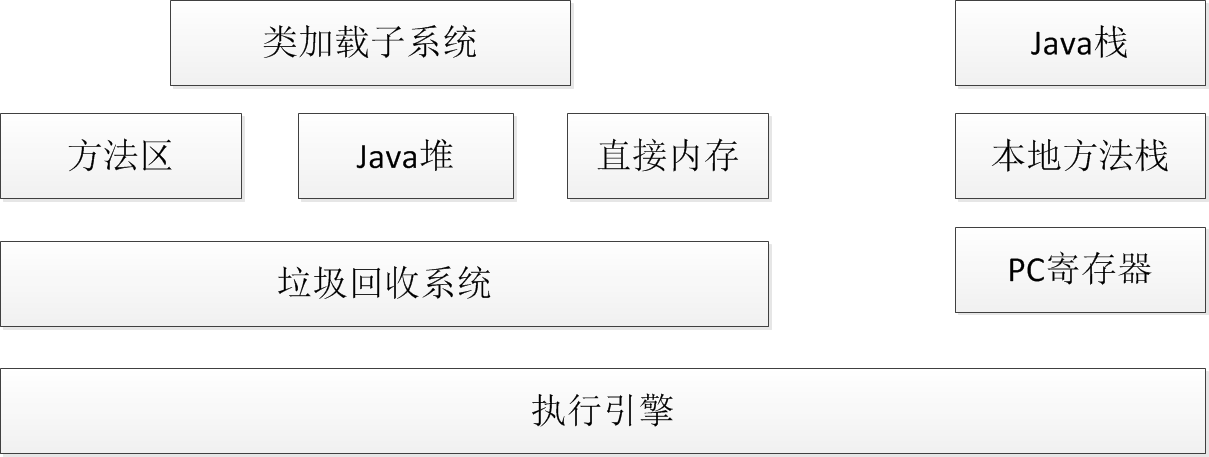 类加载子系统
Java栈
方法区
Java堆
直接内存
本地方法栈
垃圾回收系统
PC寄存器
执行引擎